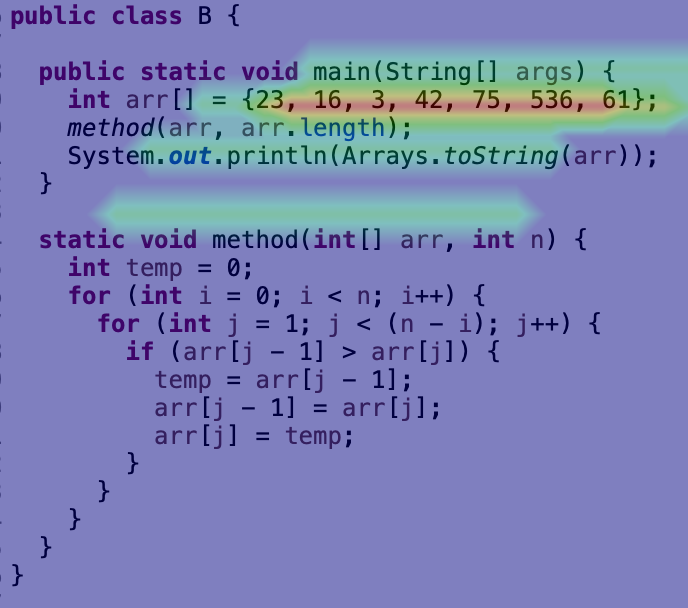 public class B {
public static void main(String[] args) {
int arr[] = {23, 16, 3, 42, 75, 536, 61};
method(arr, arr.length);
System.out.println(Arrays.toString(arr));
}
static void method(int[] arr, int n) {
int temp = 0;
for (int i = 0; i < n; i++) {
for (int j = 1; j < (n - i); j++) {
if (arr[j - 1] > arr[j]) {
temp = arr[j - 1];
arr[j - 1] = arr[j];
arr[j] = temp;
}
}
}
}
}